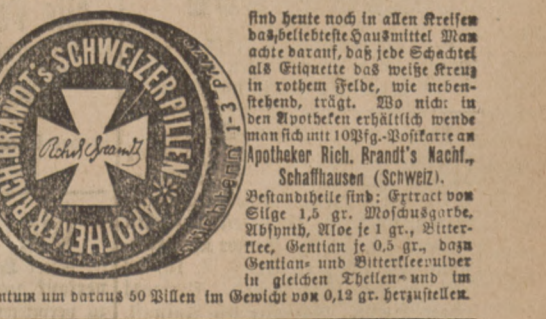 APOTHEKER RICH. BRANDT's SCHWEIZERPILLEN
Richd Brandt
sind heute noch in allen Kreisen
das beliebteste Hausmittel Man
achte darauf, daß jede Schachtel
als Etiquette das weiße Kreuz
in rothem Felde, wie neben-
stehend, trägt. Wo nicht in
den Apotheken erhältlich wende
man sich mit 10Pfg.-Postkarte an
Apotheker Rich. Brandt's Nachf.,
Schaffhausen (Schweiz).
Bestandtheile sind: Extract von
Silge 1,5 gr. Moschusgarbe,
Absynth, Aloe je 1 gr., Bitter-
klee, Gentian je 0,5 gr., dazu
Gentian- und Bitterkleepulver
in gleichen Theilen und im
um daraus 50 Pillen im Gewicht von 0,12 gr. herzustellen.